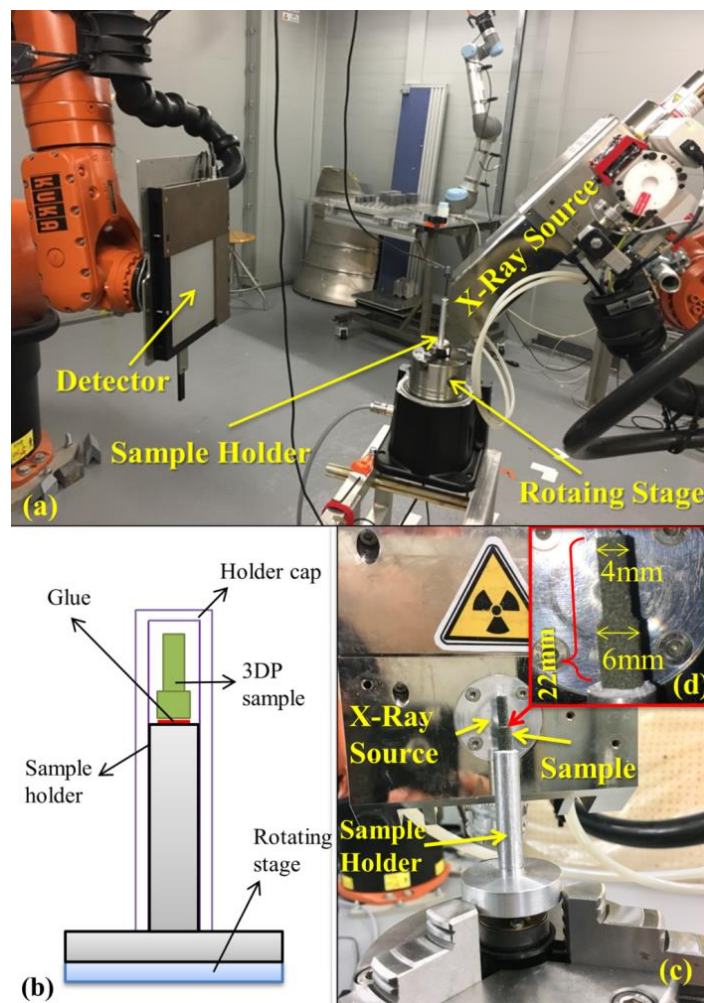 KUKA
X-Ray Source
Detector
Sample Holder
Rotaing Stage
(a)
Holder cap
Glue
3DP
sample
Sample
holder
Rotating
stage
(b)
4mm
6mm
22mm
(d)
X-Ray
Source
Sample
Sample
Holder
(c)